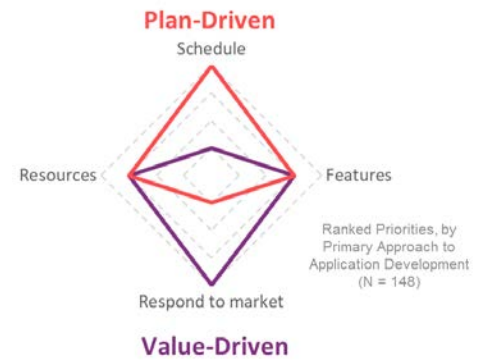 Plan-Driven
Schedule
Resources
Features
Ranked Priorities, by
Primary Approach to
Application Development
(N = 148)
Respond to market
Value-Driven